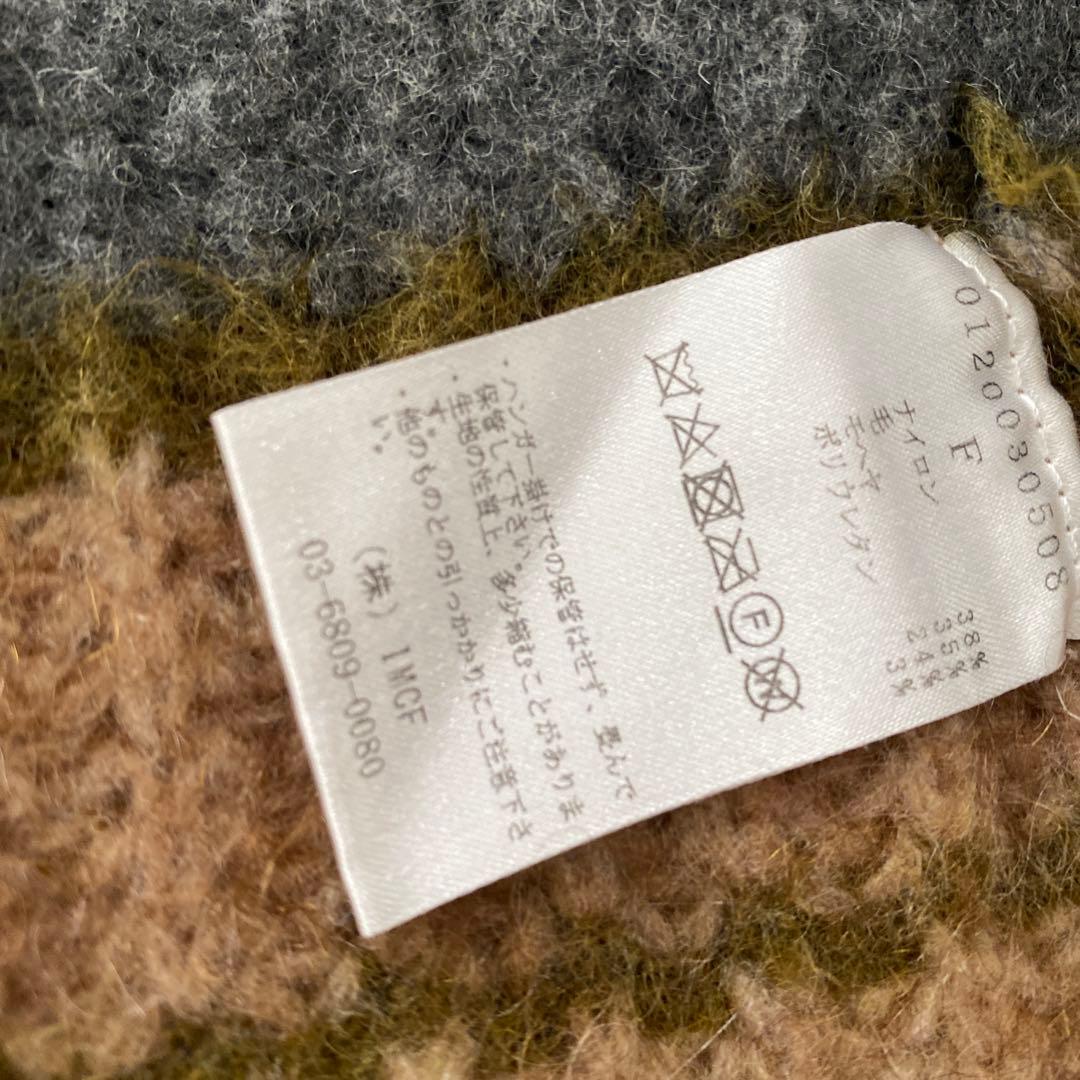 0120030508
F
ナイロン 38%
毛 35%
モヘヤ 24%
ポリウレタン 3%
F
W
・ハンガー掛けでの保管はせず、畳んで
保管して下さい。
・生地の性質上、多少縮むことがありま
す。
・他のものとの引っかかりにご注意下さ
い。
(株) IMCF
03-6809-0080